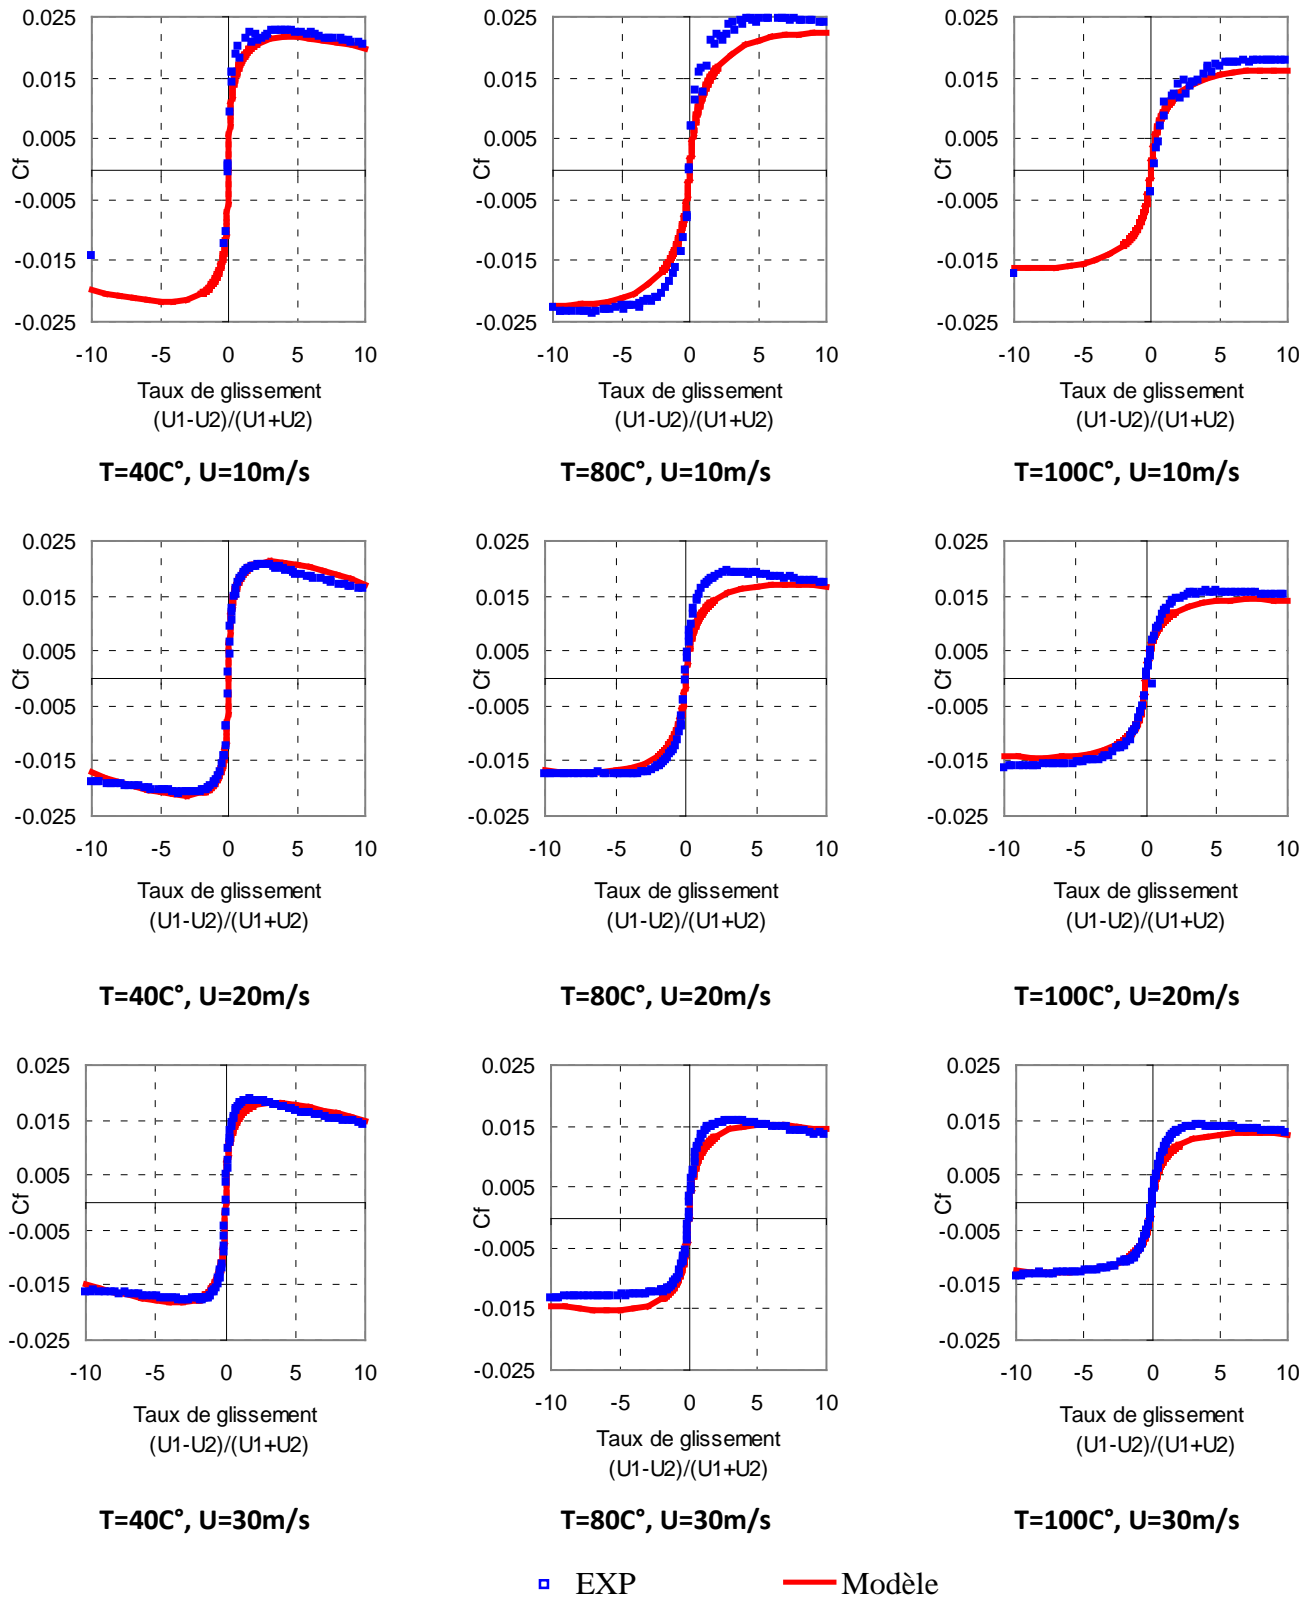 0.025
0.015
0.005
-0.005
-0.015
-0.025
Cf
-10 -5 0 5 10
Taux de glissement
(U1-U2)/(U1+U2)
T=40C°, U=10m/s
0.025
0.015
0.005
-0.005
-0.015
-0.025
Cf
-10 -5 0 5 10
Taux de glissement
(U1-U2)/(U1+U2)
T=80C°, U=10m/s
0.025
0.015
0.005
-0.005
-0.015
-0.025
Cf
-10 -5 0 5 10
Taux de glissement
(U1-U2)/(U1+U2)
T=100C°, U=10m/s
0.025
0.015
0.005
-0.005
-0.015
-0.025
Cf
-10 -5 0 5 10
Taux de glissement
(U1-U2)/(U1+U2)
T=40C°, U=20m/s
0.025
0.015
0.005
-0.005
-0.015
-0.025
Cf
-10 -5 0 5 10
Taux de glissement
(U1-U2)/(U1+U2)
T=80C°, U=20m/s
0.025
0.015
0.005
-0.005
-0.015
-0.025
Cf
-10 -5 0 5 10
Taux de glissement
(U1-U2)/(U1+U2)
T=100C°, U=20m/s
0.025
0.015
0.005
-0.005
-0.015
-0.025
Cf
-10 -5 0 5 10
Taux de glissement
(U1-U2)/(U1+U2)
T=40C°, U=30m/s
0.025
0.015
0.005
-0.005
-0.015
-0.025
Cf
-10 -5 0 5 10
Taux de glissement
(U1-U2)/(U1+U2)
T=80C°, U=30m/s
0.025
0.015
0.005
-0.005
-0.015
-0.025
Cf
-10 -5 0 5 10
Taux de glissement
(U1-U2)/(U1+U2)
T=100C°, U=30m/s
EXP Modèle